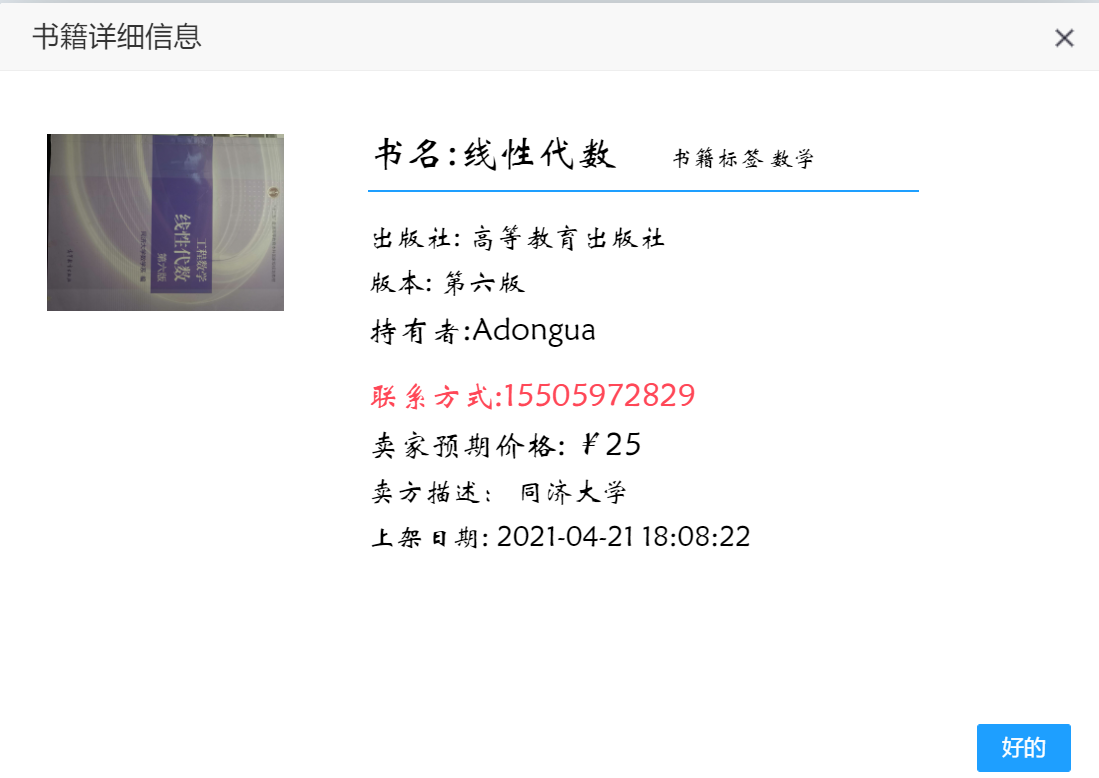 书籍详细信息
工程数学
线性代数
第六版
书名:线性代数 书籍标签 数学
出版社: 高等教育出版社
版本: 第六版
持有者:Adongua
联系方式:15505972829
卖家预期价格: ¥25
卖方描述： 同济大学
上架日期: 2021-04-21 18:08:22
好的